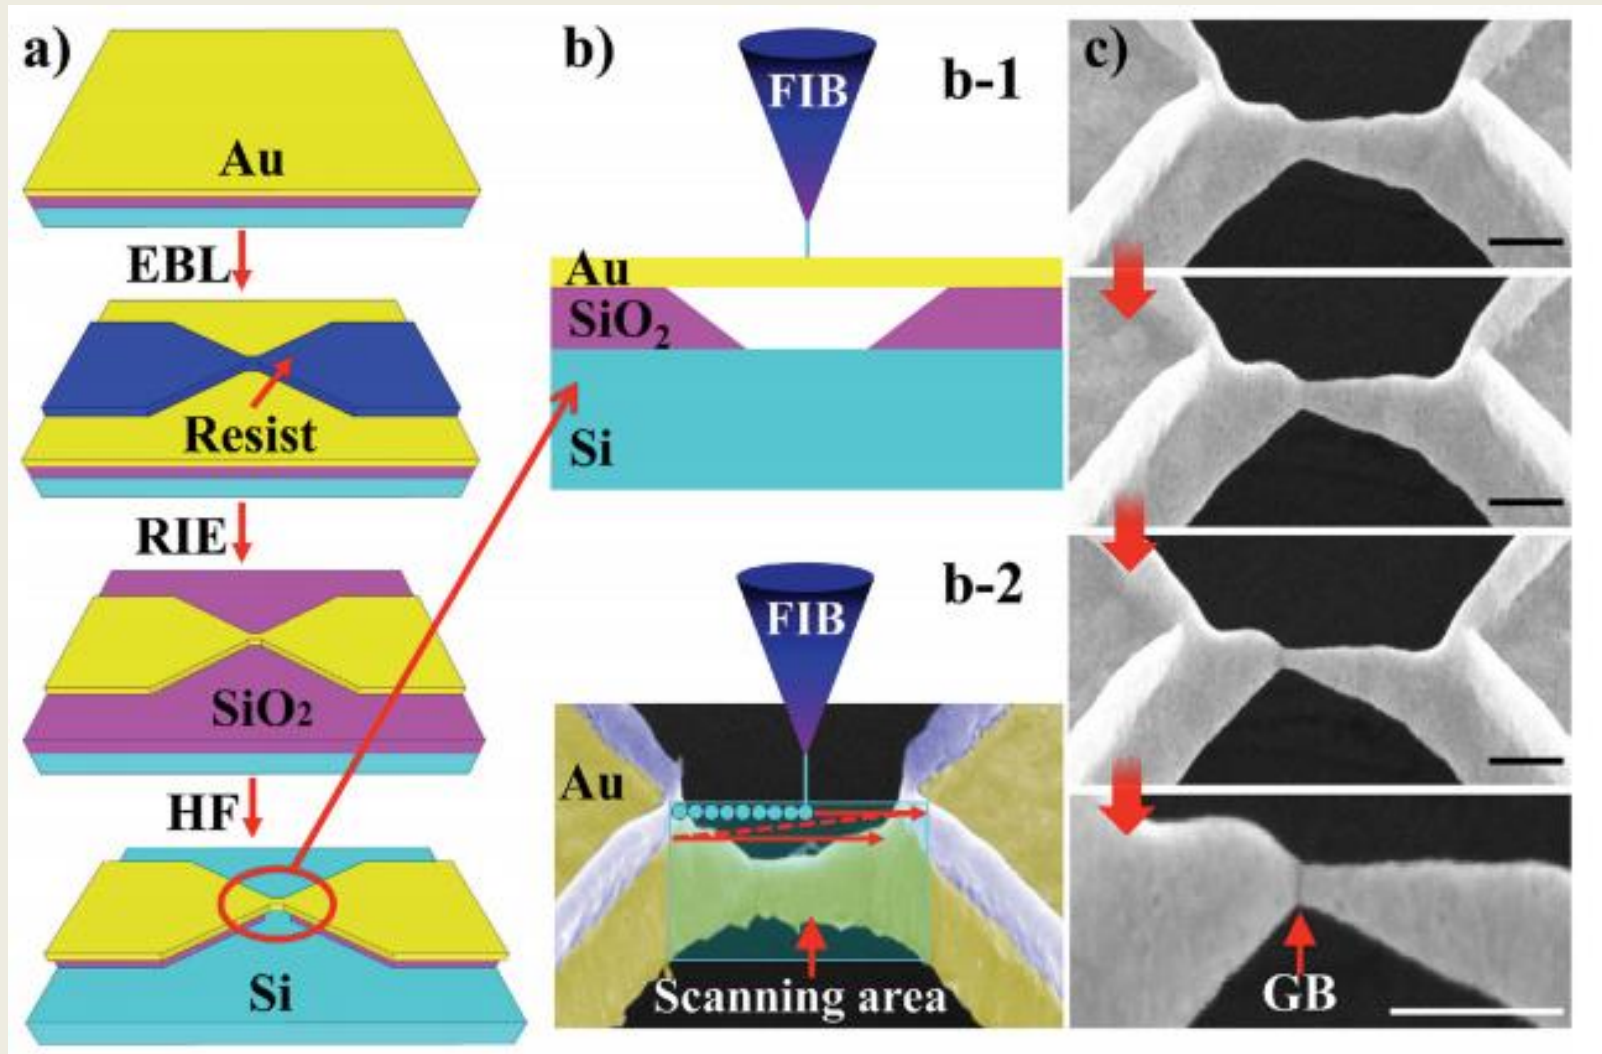 a)
Au
EBL
Resist
RIE
SiO2
HF
Si
b)
b-1
FIB
Au
SiO₂
Si
b-2
FIB
Au
Scanning area
c)
GB